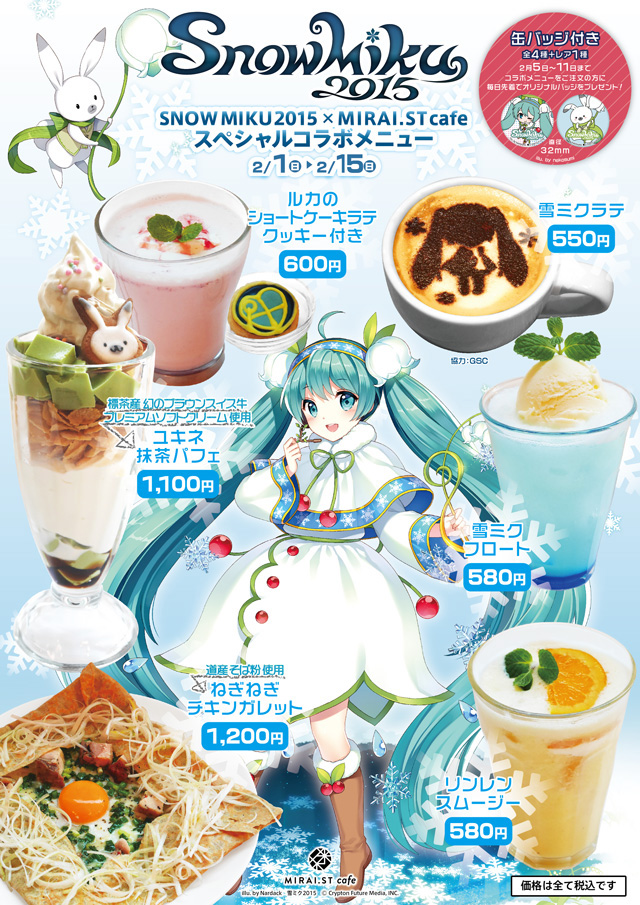 SNOW MIKU
2015
SNOW MIKU 2015 × MIRAI.ST cafe
スペシャルコラボメニュー
2/1日▶2/15日
缶バッジ付き
全4種+レア1種
2月5日〜11日まで
コラボメニューをご注文の方に
毎日先着でオリジナルバッジをプレゼント!
直径
32mm
illu. by nekosumi
ルカの
ショートケーキラテ
クッキー付き
600円
雪ミクラテ
550円
協力:GSC
標茶産 幻のブラウンスイス牛
プレミアムソフトクリーム 使用
ユキネ
抹茶パフェ
1,100円
雪ミク
フロート
580円
道産そば粉 使用
ねぎねぎ
チキンガレット
1,200円
リンレン
スムージー
580円
MIRAI.ST cafe
illu. by Nardack 雪ミク2015 © Crypton Future Media, INC.
価格は全て税込です